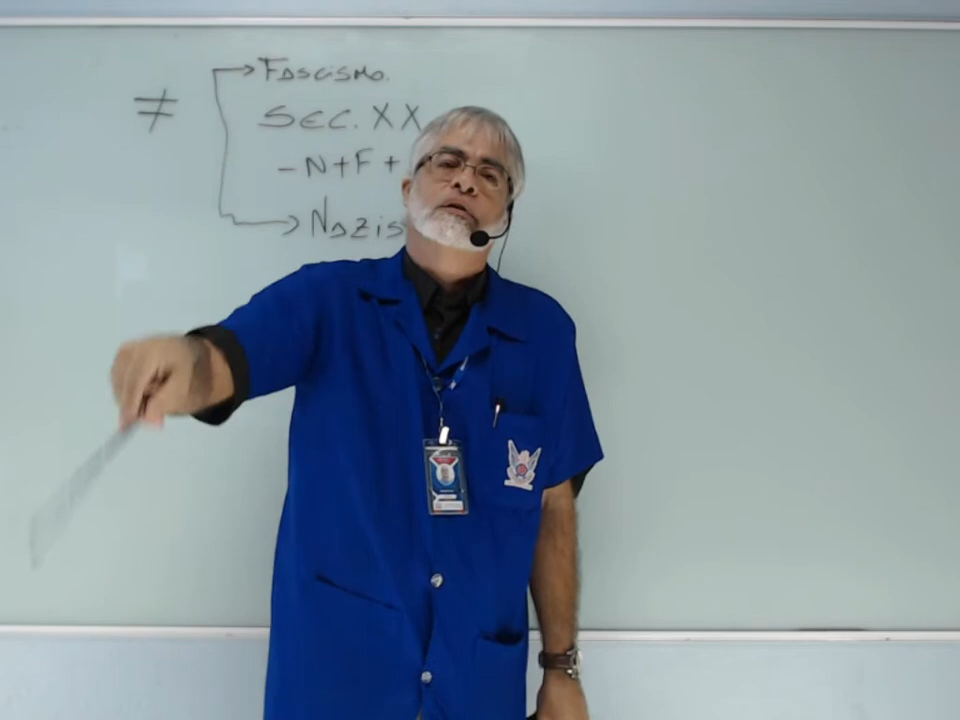 ≠ Fascismo.
SEC. XX
- N + F +
Nazis